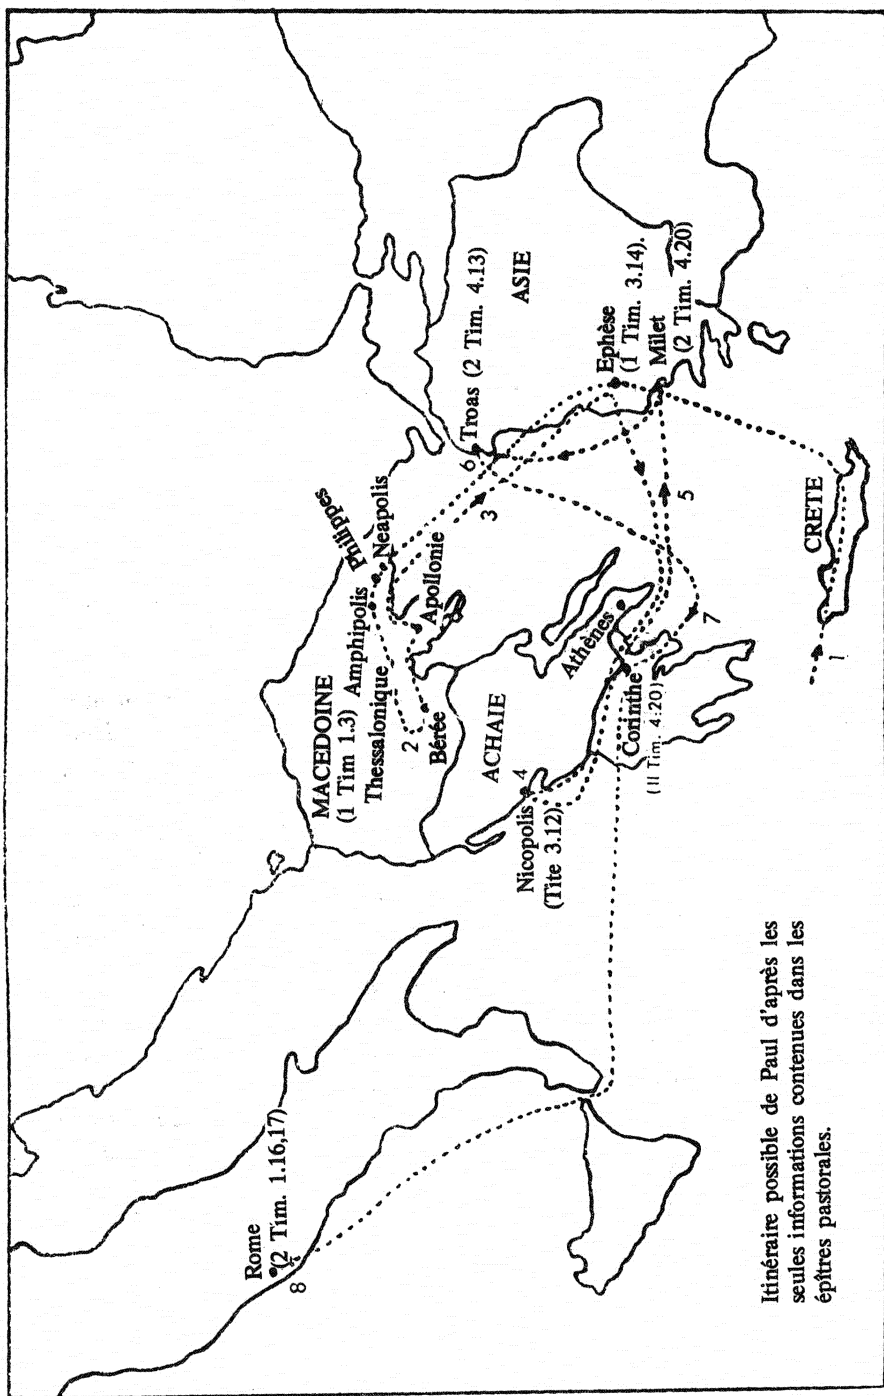 Rome
(2 Tim. 1.16,17)
8
MACEDOINE
(1 Tim 1.3)
Amphipolis
Thessalonique
Philippes
Neapolis
Apollonie
2
Bérée
ACHAIE
Nicopolis
(Tite 3.12)
4
Athènes
Corinthe
(II Tim. 4:20)
3
6
Troas (2 Tim. 4.13)
ASIE
Ephèse
(1 Tim. 3.14).
Milet
(2 Tim. 4.20)
5
7
CRETE
1
Itinéraire possible de Paul d'après les
seules informations contenues dans les
épîtres pastorales.